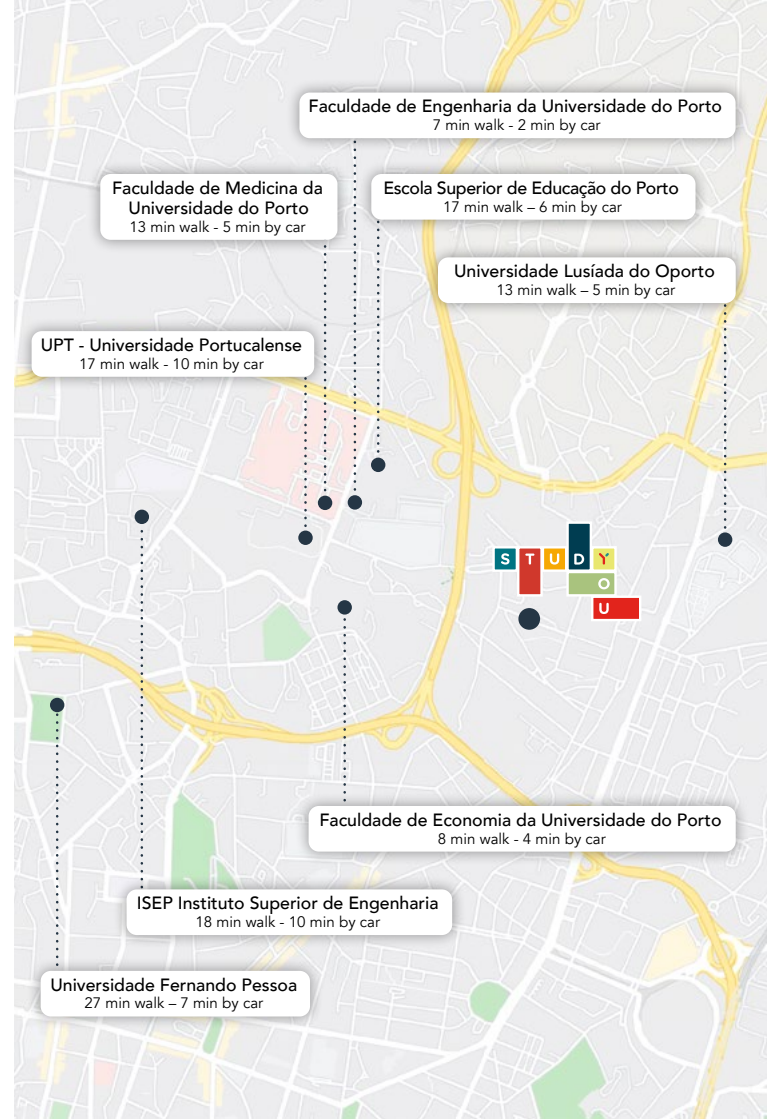 Faculdade de Engenharia da Universidade do Porto
7 min walk - 2 min by car
Faculdade de Medicina da
Universidade do Porto
13 min walk - 5 min by car
Escola Superior de Educação do Porto
17 min walk – 6 min by car
Universidade Lusíada do Oporto
13 min walk – 5 min by car
UPT - Universidade Portucalense
17 min walk - 10 min by car
STUDY
O
U
Faculdade de Economia da Universidade do Porto
8 min walk - 4 min by car
ISEP Instituto Superior de Engenharia
18 min walk - 10 min by car
Universidade Fernando Pessoa
27 min walk – 7 min by car